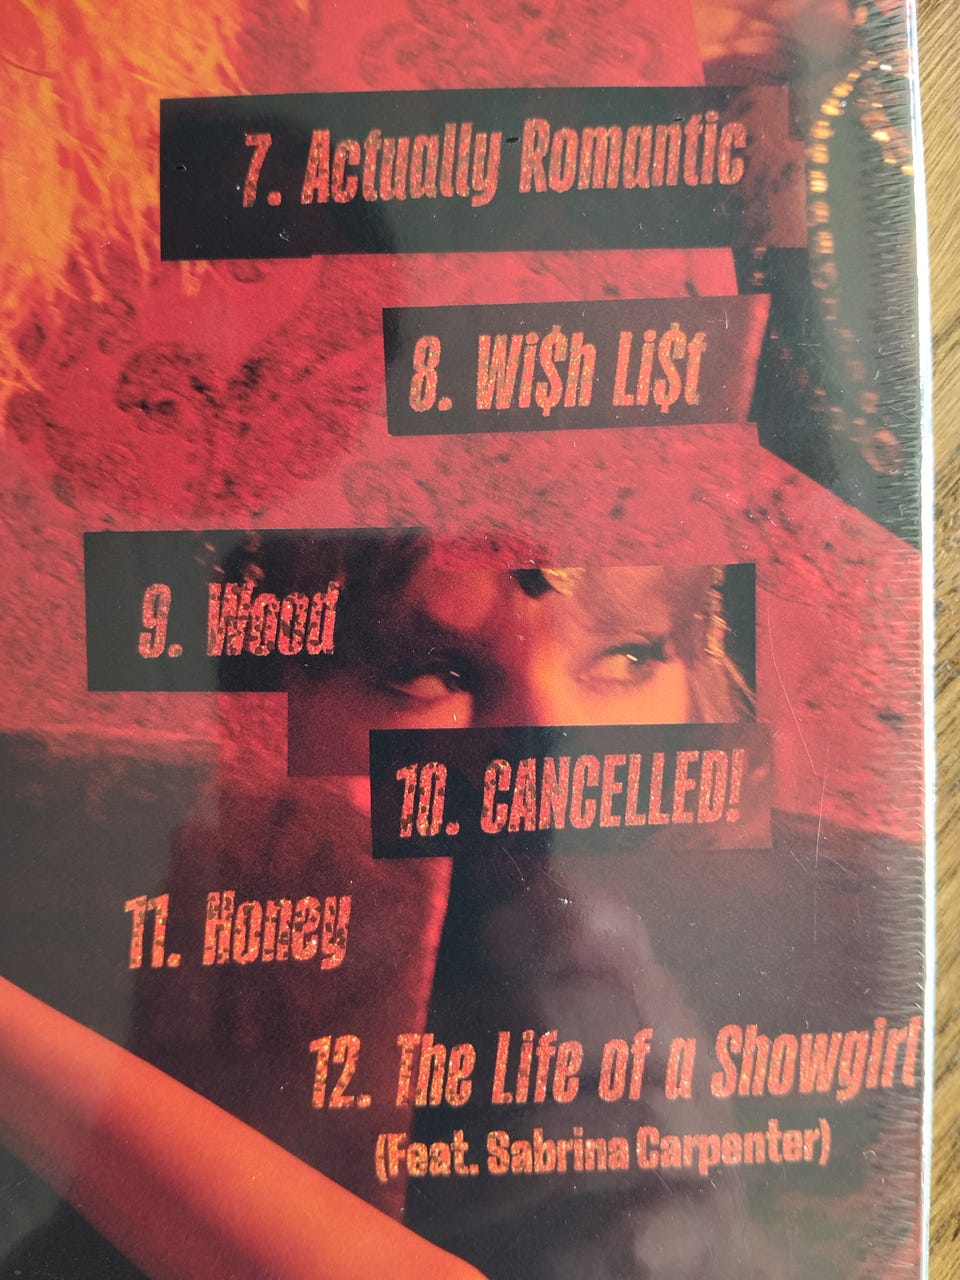 7. Actually Romantic
8. Wi$h Li$t
9. Wood
10. CANCELLED!
11. Honey
12. The Life of a Showgirl
(Feat. Sabrina Carpenter)